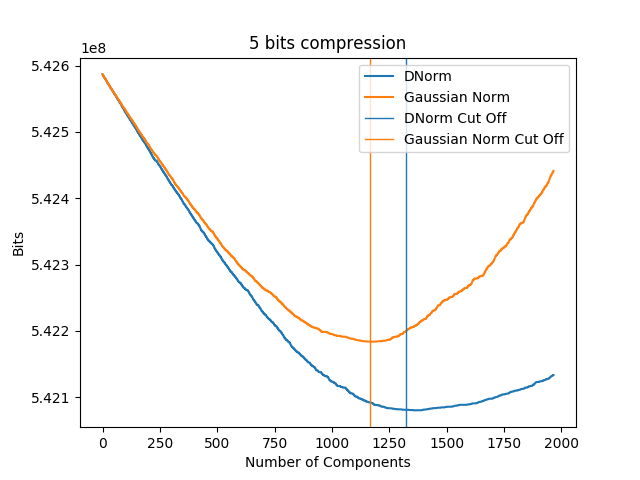 5 bits compression
1e8
5.426
5.425
5.424
5.423
5.422
5.421
Bits
DNorm
Gaussian Norm
DNorm Cut Off
Gaussian Norm Cut Off
0 250 500 750 1000 1250 1500 1750 2000
Number of Components